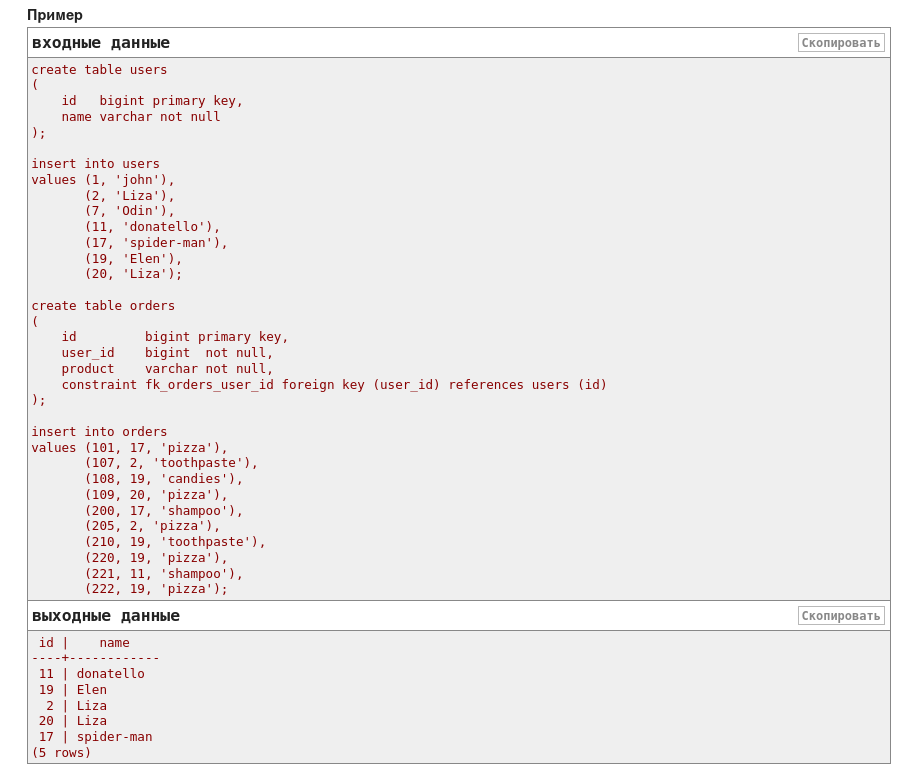 Пример
входные данные
Скопировать
create table users
(
    id   bigint primary key,
    name varchar not null
);

insert into users
values (1, 'john'),
       (2, 'Liza'),
       (7, 'Odin'),
       (11, 'donatello'),
       (17, 'spider-man'),
       (19, 'Elen'),
       (20, 'Liza');

create table orders
(
    id         bigint primary key,
    user_id    bigint  not null,
    product    varchar not null,
    constraint fk_orders_user_id foreign key (user_id) references users (id)
);

insert into orders
values (101, 17, 'pizza'),
       (107, 2, 'toothpaste'),
       (108, 19, 'candies'),
       (109, 20, 'pizza'),
       (200, 17, 'shampoo'),
       (205, 2, 'pizza'),
       (210, 19, 'toothpaste'),
       (220, 19, 'pizza'),
       (221, 11, 'shampoo'),
       (222, 19, 'pizza');
выходные данные
Скопировать
 id |    name
----+------------
 11 | donatello
 19 | Elen
  2 | Liza
 20 | Liza
 17 | spider-man
(5 rows)